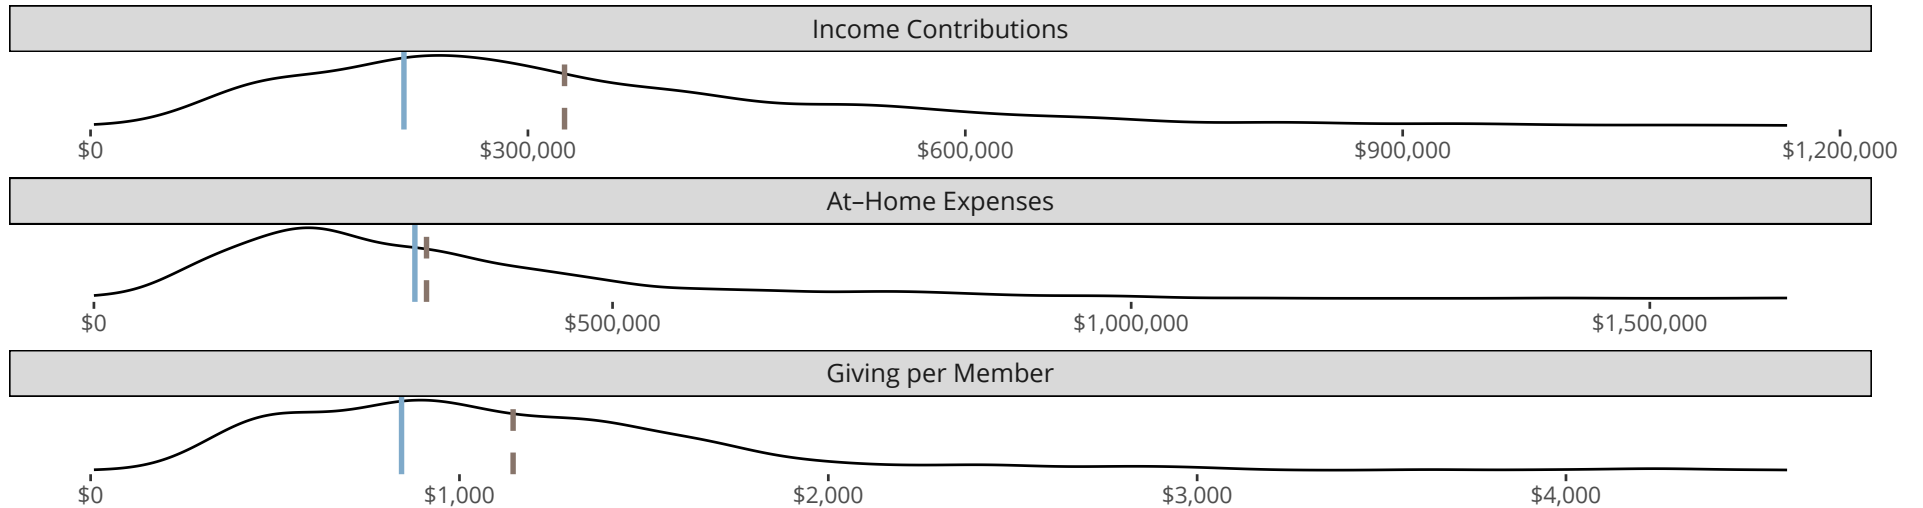 Income Contributions
$0 $300,000 $600,000 $900,000 $1,200,000
At–Home Expenses
$0 $500,000 $1,000,000 $1,500,000
Giving per Member
$0 $1,000 $2,000 $3,000 $4,000